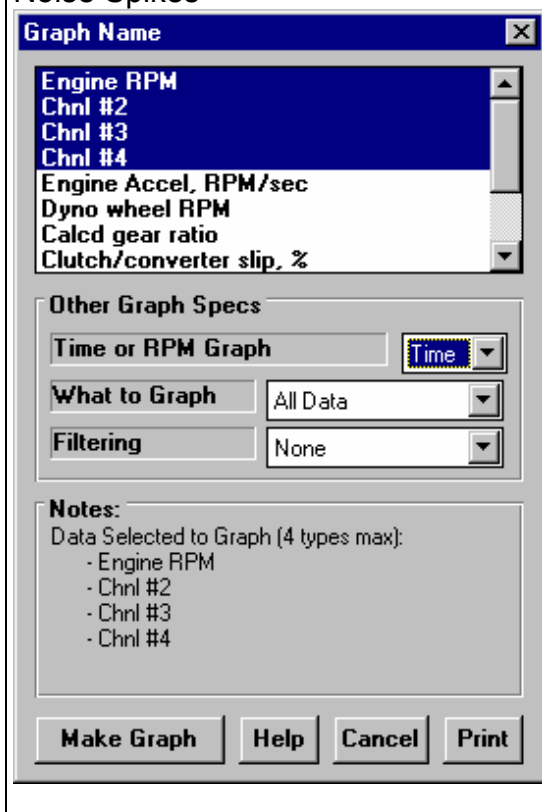 Noise Spikes
Graph Name
Engine RPM
Chnl #2
Chnl #3
Chnl #4
Engine Accel, RPM/sec
Dyno wheel RPM
Calcd gear ratio
Clutch/converter slip, %
Other Graph Specs
Time or RPM Graph Time
What to Graph All Data
Filtering None
Notes:
Data Selected to Graph (4 types max):
- Engine RPM
- Chnl #2
- Chnl #3
- Chnl #4
Make Graph Help Cancel Print